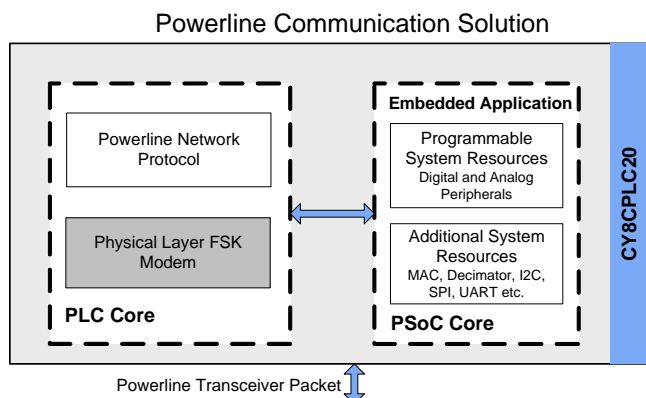 Powerline Communication Solution
Powerline Network
Protocol
Physical Layer FSK
Modem
PLC Core
Embedded Application
Programmable
System Resources
Digital and Analog
Peripherals
Additional System
Resources
MAC, Decimator, I2C,
SPI, UART etc.
PSoC Core
CY8CPLC20
Powerline Transceiver Packet